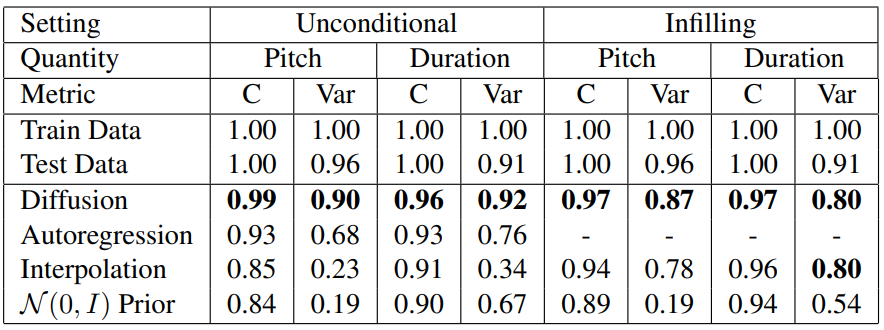 Setting Unconditional Infilling
Quantity Pitch Duration Pitch Duration
Metric C Var C Var C Var C Var
Train Data 1.00 1.00 1.00 1.00 1.00 1.00 1.00 1.00
Test Data 1.00 0.96 1.00 0.91 1.00 0.96 1.00 0.91
Diffusion 0.99 0.90 0.96 0.92 0.97 0.87 0.97 0.80
Autoregression 0.93 0.68 0.93 0.76 - - - -
Interpolation 0.85 0.23 0.91 0.34 0.94 0.78 0.96 0.80
𝒩(0, I) Prior 0.84 0.19 0.90 0.67 0.89 0.19 0.94 0.54